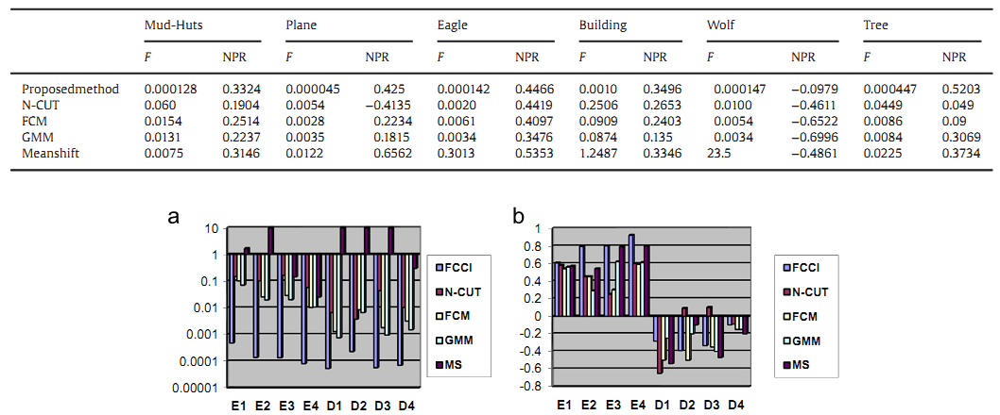 Mud-Huts Plane Eagle Building Wolf Tree
F NPR F NPR F NPR F NPR F NPR F NPR
Proposedmethod 0.000128 0.3324 0.000045 0.425 0.000142 0.4466 0.0010 0.3496 0.000147 −0.0979 0.000447 0.5203
N-CUT 0.060 0.1904 0.0054 −0.4135 0.0020 0.4419 0.2506 0.2653 0.0100 −0.4611 0.0449 0.049
FCM 0.0154 0.2514 0.0028 0.2234 0.0061 0.4097 0.0909 0.2403 0.0054 −0.6522 0.0086 0.09
GMM 0.0131 0.2237 0.0035 0.1815 0.0034 0.3476 0.0874 0.135 0.0034 −0.6996 0.0084 0.3069
Meanshift 0.0075 0.3146 0.0122 0.6562 0.3013 0.5353 1.2487 0.3346 23.5 −0.4861 0.0225 0.3734
a
10
1
0.1
0.01
0.001
0.0001
0.00001
E1 E2 E3 E4 D1 D2 D3 D4
FCCI
N-CUT
FCM
GMM
MS
b
1
0.8
0.6
0.4
0.2
0
-0.2
-0.4
-0.6
-0.8
E1 E2 E3 E4 D1 D2 D3 D4
FCCI
N-CUT
FCM
GMM
MS